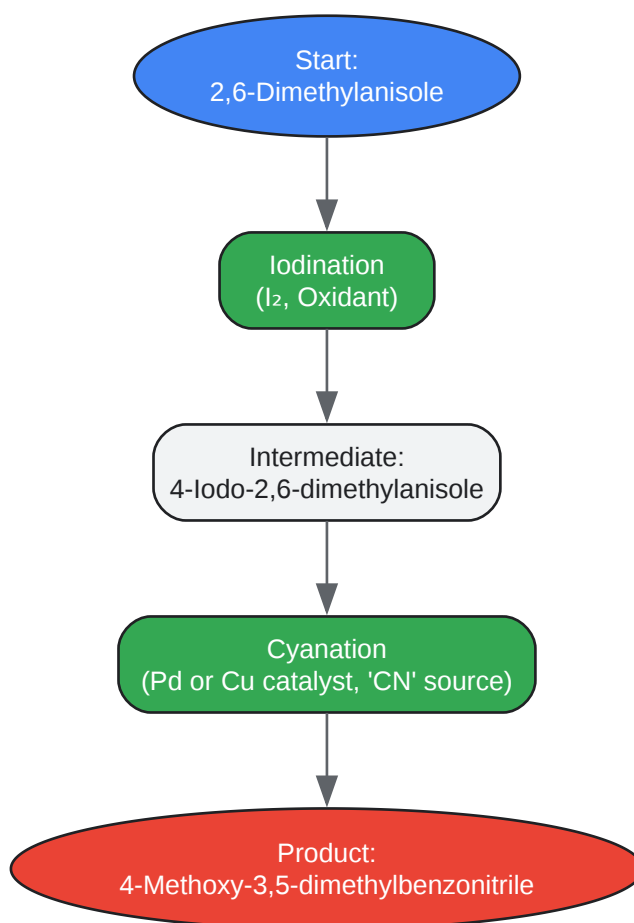 Start:
2,6-Dimethylanisole
Iodination
(I₂, Oxidant)
Intermediate:
4-Iodo-2,6-dimethylanisole
Cyanation
(Pd or Cu catalyst, 'CN' source)
Product:
4-Methoxy-3,5-dimethylbenzonitrile